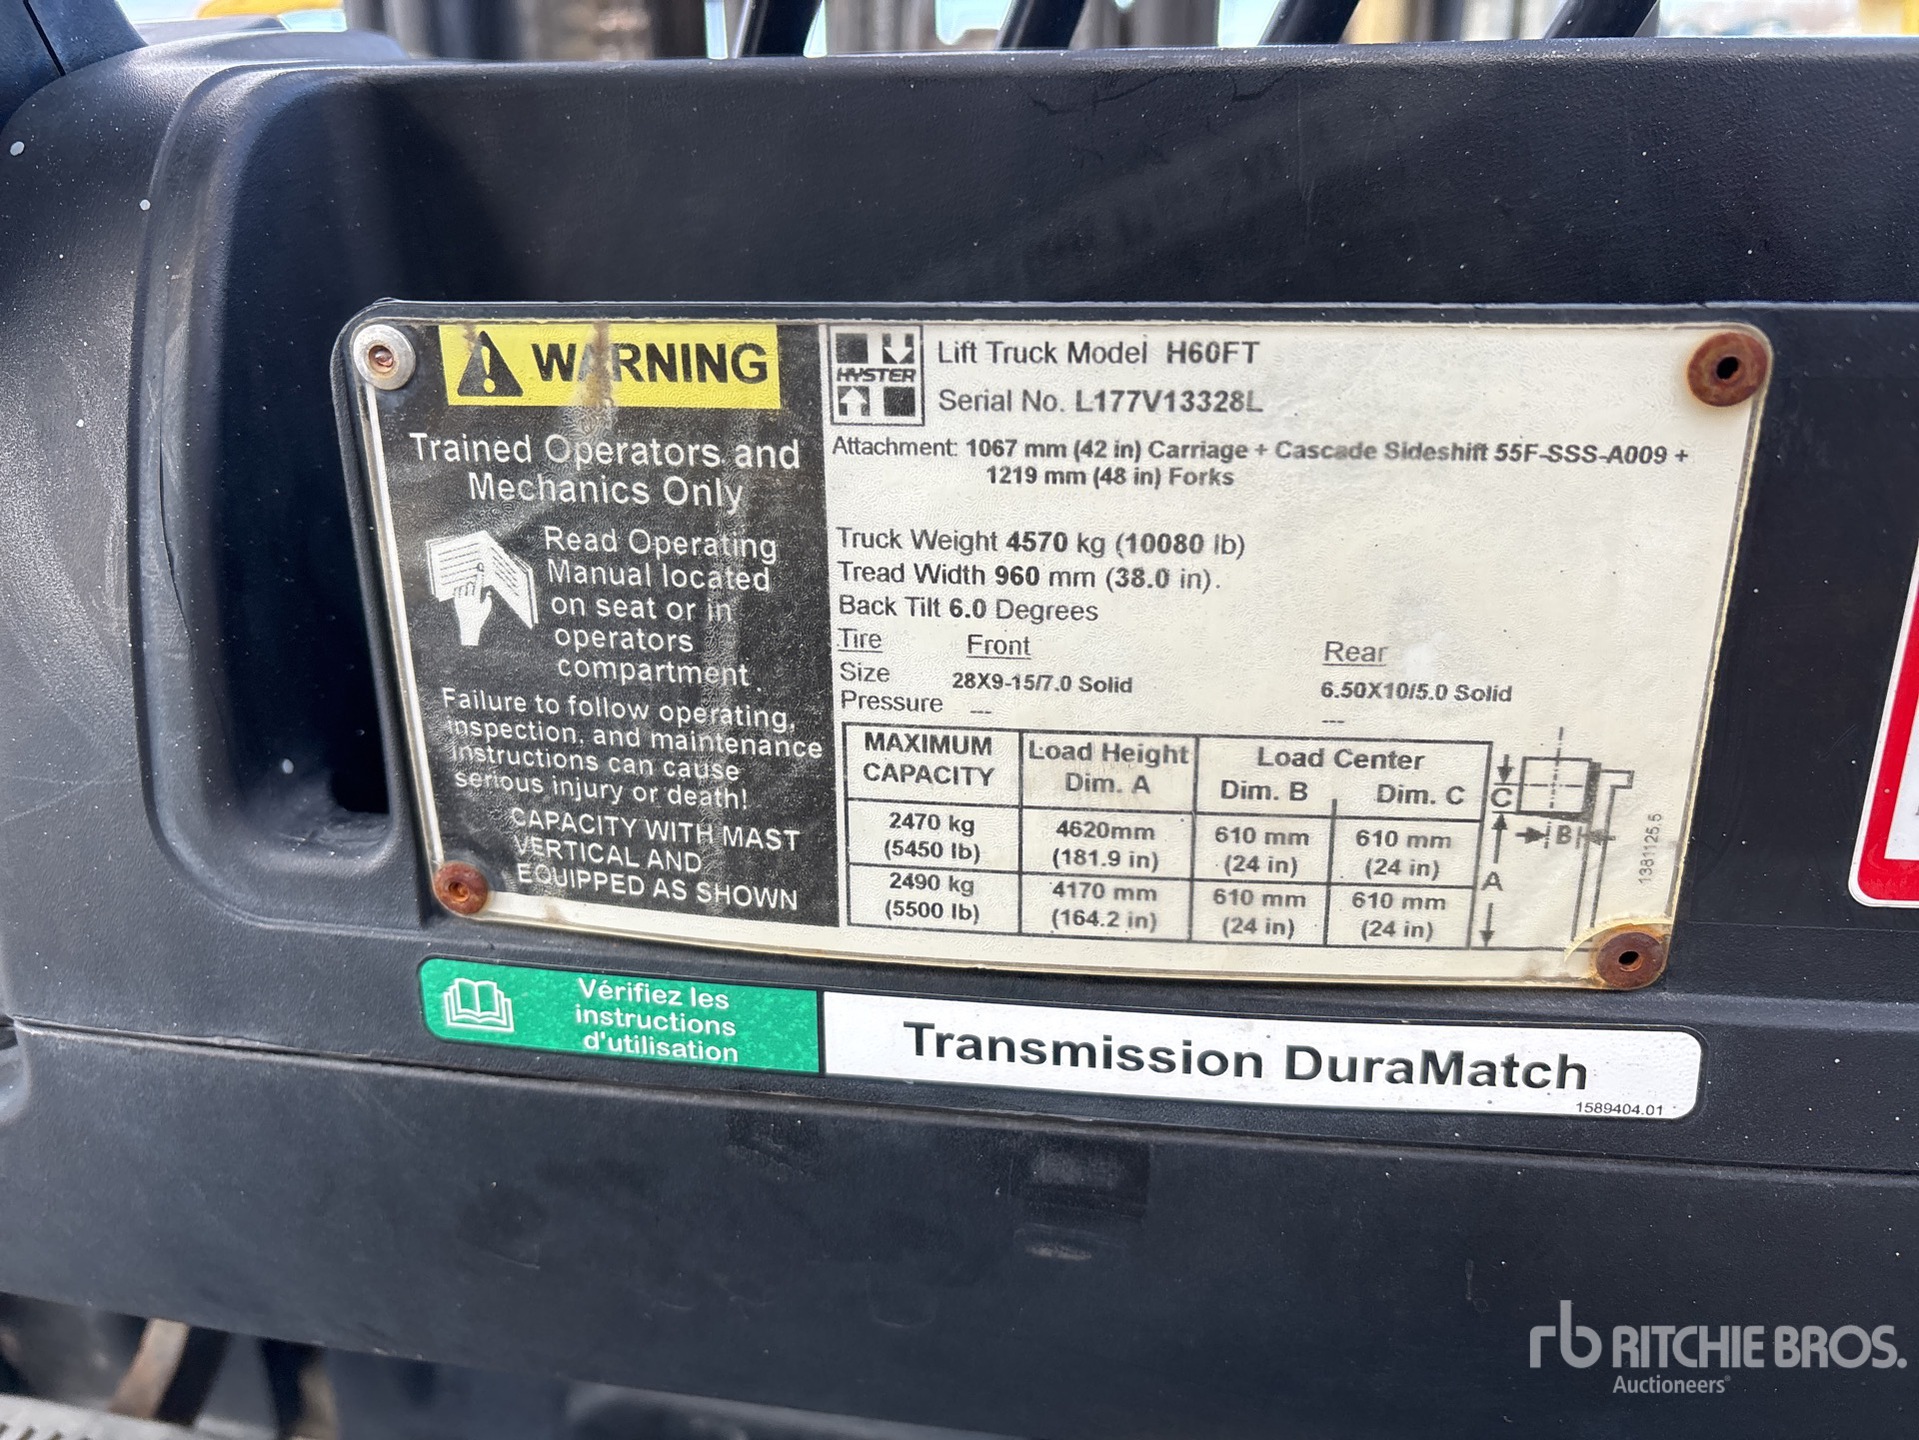 WARNING
Trained Operators and
Mechanics Only
Read Operating
Manual located
on seat or in
operators
compartment.
Failure to follow operating,
inspection, and maintenance
instructions can cause
serious injury or death!
CAPACITY WITH MAST
VERTICAL AND
EQUIPPED AS SHOWN
HYSTER
Lift Truck Model H60FT
Serial No. L177V13328L
Attachment: 1067 mm (42 in) Carriage + Cascade Sideshift 55F-SSS-A009 +
1219 mm (48 in) Forks
Truck Weight 4570 kg (10080 lb)
Tread Width 960 mm (38.0 in).
Back Tilt 6.0 Degrees
Tire Front Rear
Size 28X9-15/7.0 Solid 6.50X10/5.0 Solid
Pressure --- ---
MAXIMUM CAPACITY Load Height Dim. A Load Center Dim. B Dim. C
2470 kg (5450 lb) 4620mm (181.9 in) 610 mm (24 in) 610 mm (24 in)
2490 kg (5500 lb) 4170 mm (164.2 in) 610 mm (24 in) 610 mm (24 in)
C
B
A
1381125.5
Vérifiez les
instructions
d'utilisation
Transmission DuraMatch
1589404.01
rb RITCHIE BROS.
Auctioneers